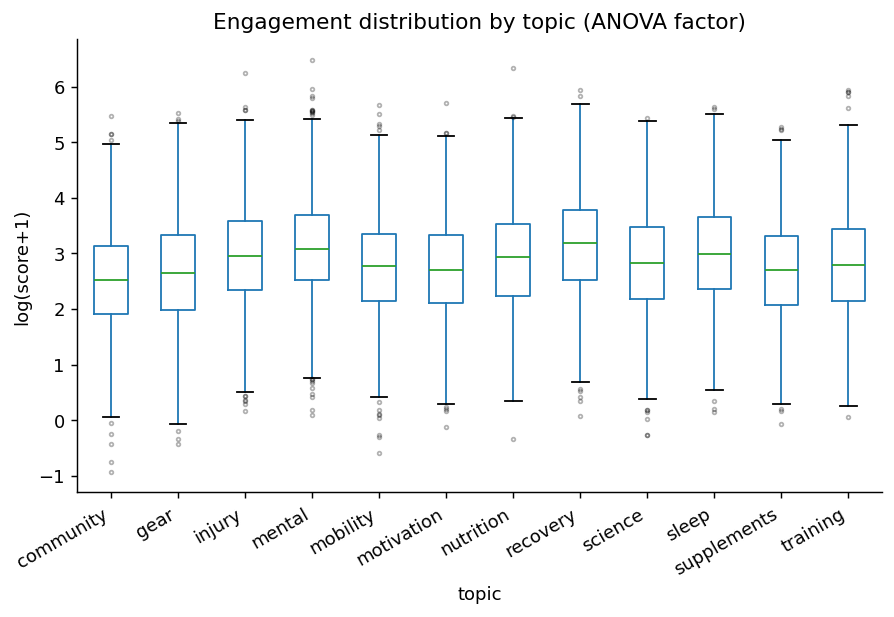 Engagement distribution by topic (ANOVA factor)
log(score+1)
6
5
4
3
2
1
0
−1
community
gear
injury
mental
mobility
motivation
nutrition
recovery
science
sleep
supplements
training
topic